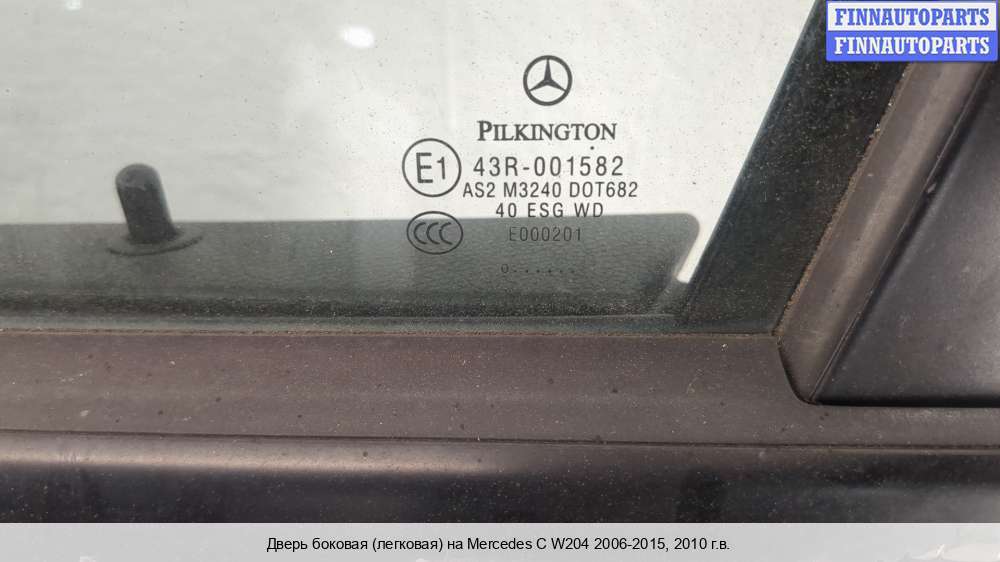 FINNAUTOPARTS
FINNAUTOPARTS
PILKINGTON
E1
43R-001582
AS2 M3240 DOT682
40 ESG WD
CCC
E000201
0......
Дверь боковая (легковая) на Mercedes C W204 2006-2015, 2010 г.в.